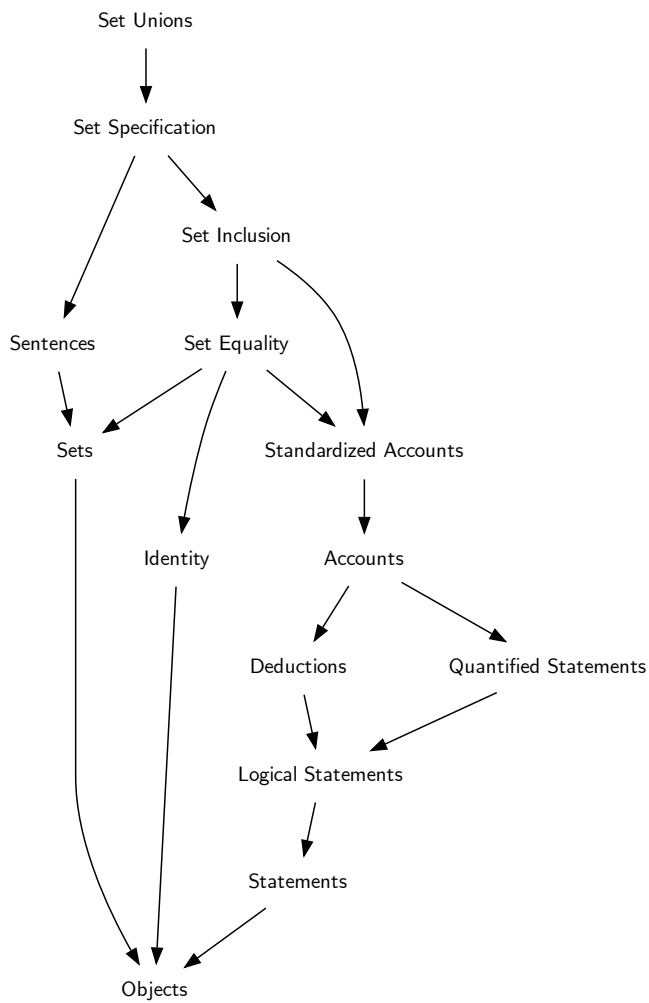 Set Unions
Set Specification
Set Inclusion
Sentences
Set Equality
Sets
Standardized Accounts
Identity
Accounts
Deductions
Quantified Statements
Logical Statements
Statements
Objects